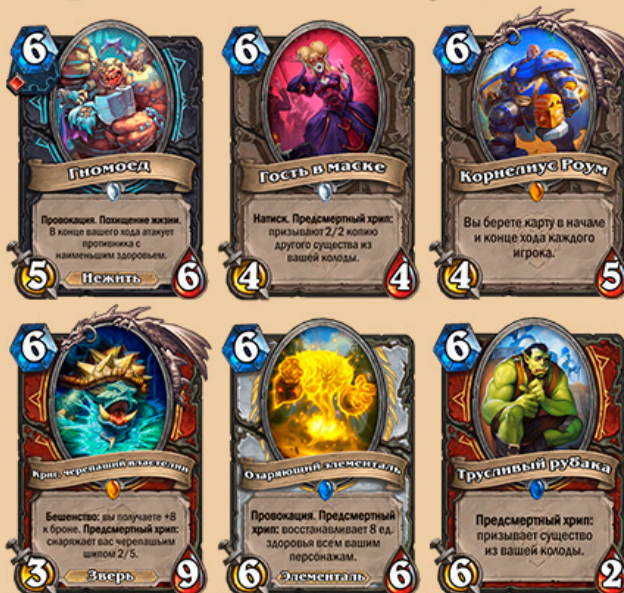 6
Гномоед
Провокация. Похищение жизни.
В конце вашего хода атакует
противника с
наименьшим здоровьем.
5
Нежить
6
6
Гость в маске
Натиск. Предсмертный хрип:
призывают 2/2 копию
другого существа из
вашей колоды.
4
4
6
Корнелиус Роум
Вы берете карту в начале
и конце хода каждого
игрока.
4
5
6
Криг, черепаший властелин
Бешенство: вы получаете +8
к броне. Предсмертный хрип:
снаряжает вас черепашьим
шипом 2/5.
3
Зверь
9
6
Озаряющий элементаль
Провокация. Предсмертный
хрип: восстанавливает 8 ед.
здоровья всем вашим
персонажам.
6
Элементаль
6
6
Трусливый рубака
Предсмертный хрип:
призывает существо
из вашей колоды.
6
2